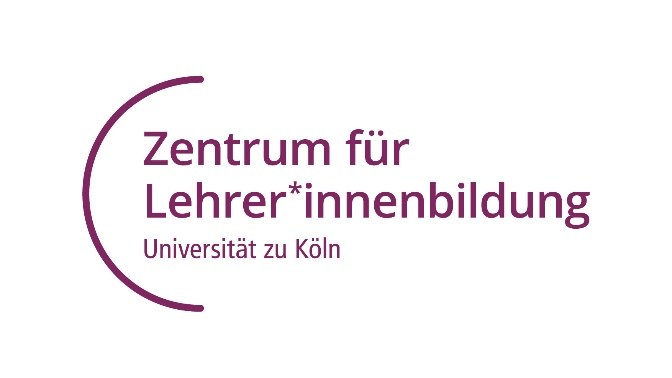 Zentrum für
Lehrer*innenbildung
Universität zu Köln